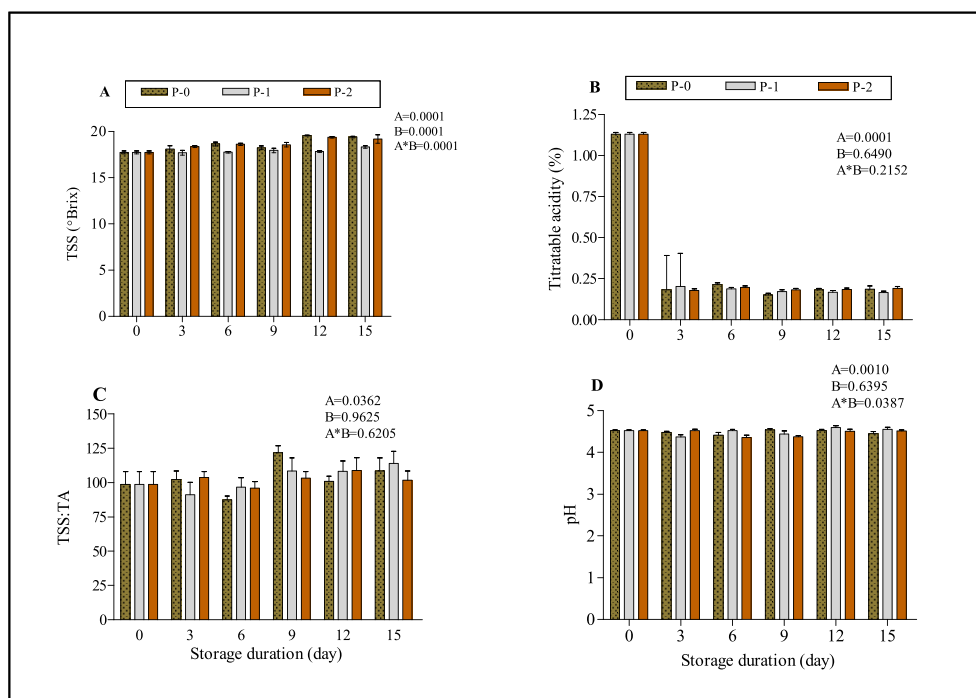 A
P-0 P-1 P-2
A=0.0001
B=0.0001
A*B=0.0001
TSS (°Brix)
20
15
10
5
0
0 3 6 9 12 15
B
P-0 P-1 P-2
A=0.0001
B=0.6490
A*B=0.2152
Titratable acidity (%)
1.25
1.00
0.50
0.25
0.00
0 3 6 9 12 15
C
A=0.0362
B=0.9625
A*B=0.6205
TSS:TA
150
125
100
75
50
25
0
0 3 6 9 12 15
Storage duration (day)
D
A=0.0010
B=0.6395
A*B=0.0387
pH
5
4
3
2
1
0
0 3 6 9 12 15
Storage duration (day)